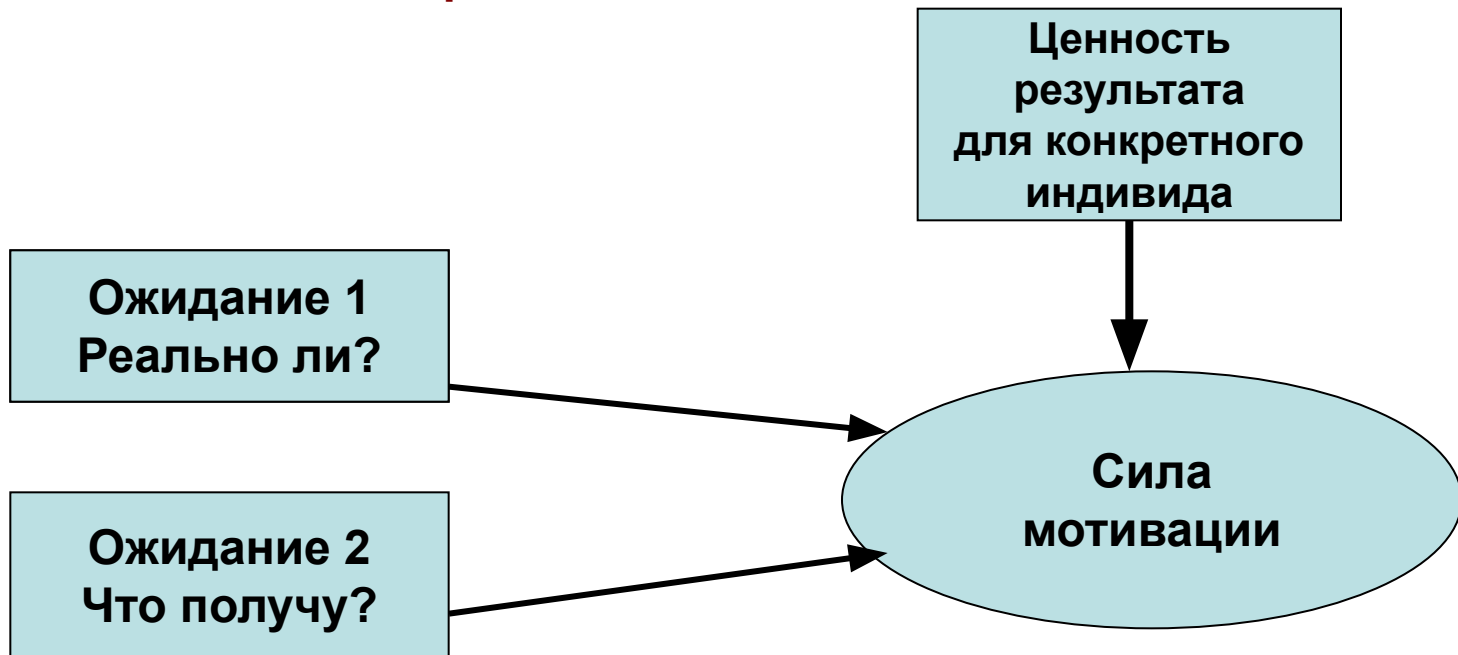 Ценность
результата
для конкретного
индивида
Ожидание 1
Реально ли?
Ожидание 2
Что получу?
Сила
мотивации